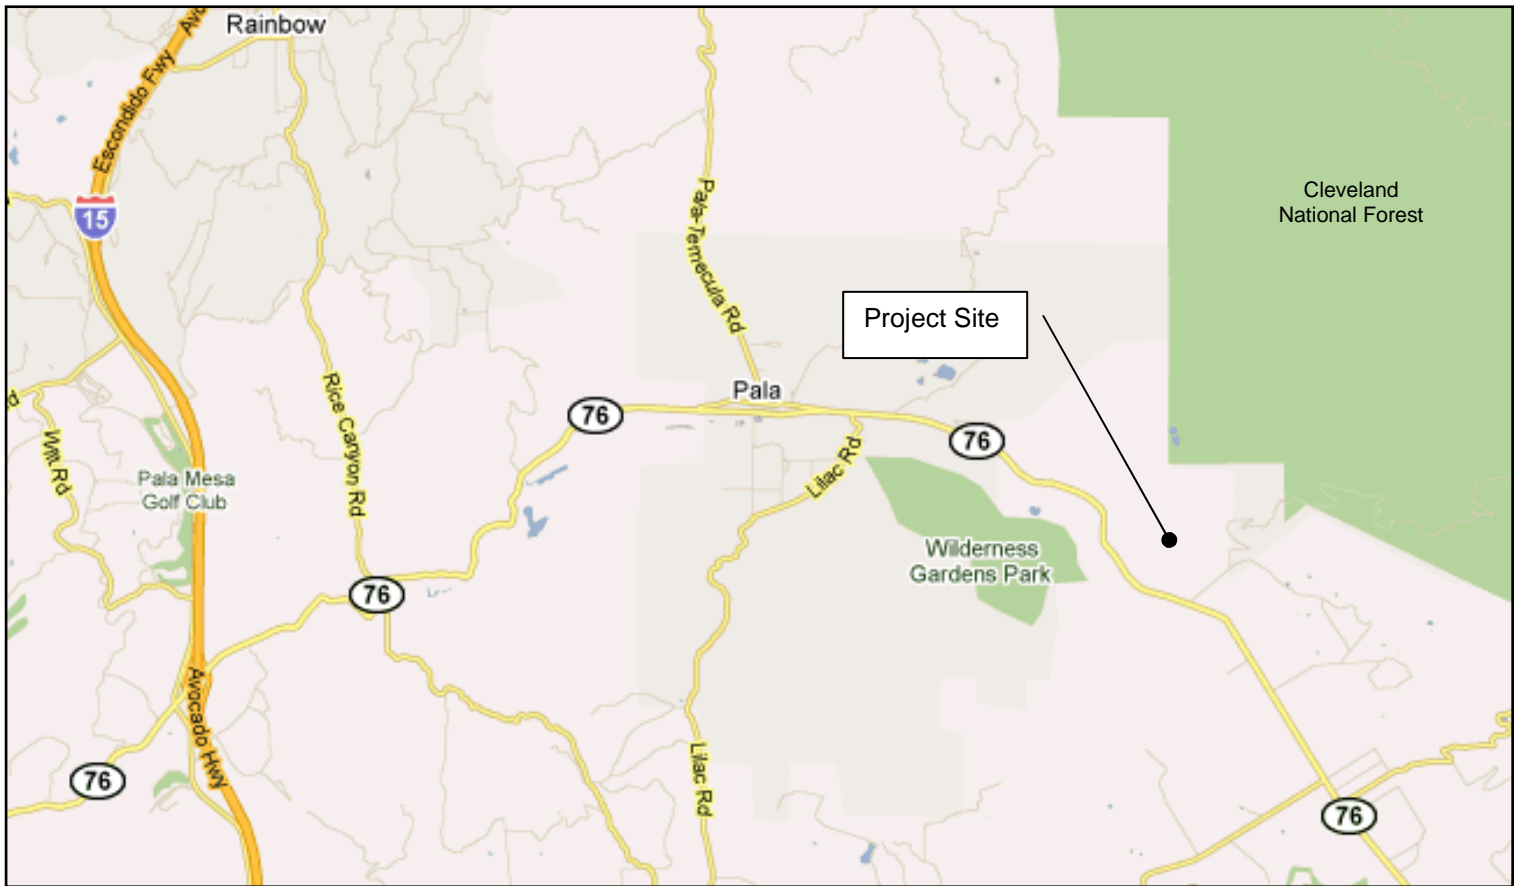 Rainbow
Avo
Escondido Fwy
15
Cleveland
National Forest
Pala-Temecula Rd
Project Site
Pala
Rice Canyon Rd
76
76
Witt Rd
Lilac Rd
Pala Mesa
Golf Club
Wilderness
Gardens Park
76
Avocado Hwy
Lilac Rd
76
76
d